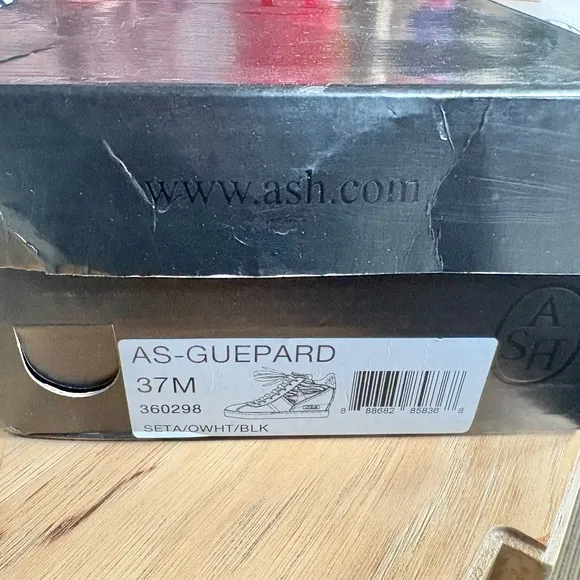 www.ash.com
ASH
AS-GUEPARD
37M
360298
8 88682 85836 8
SETA/OWHT/BLK